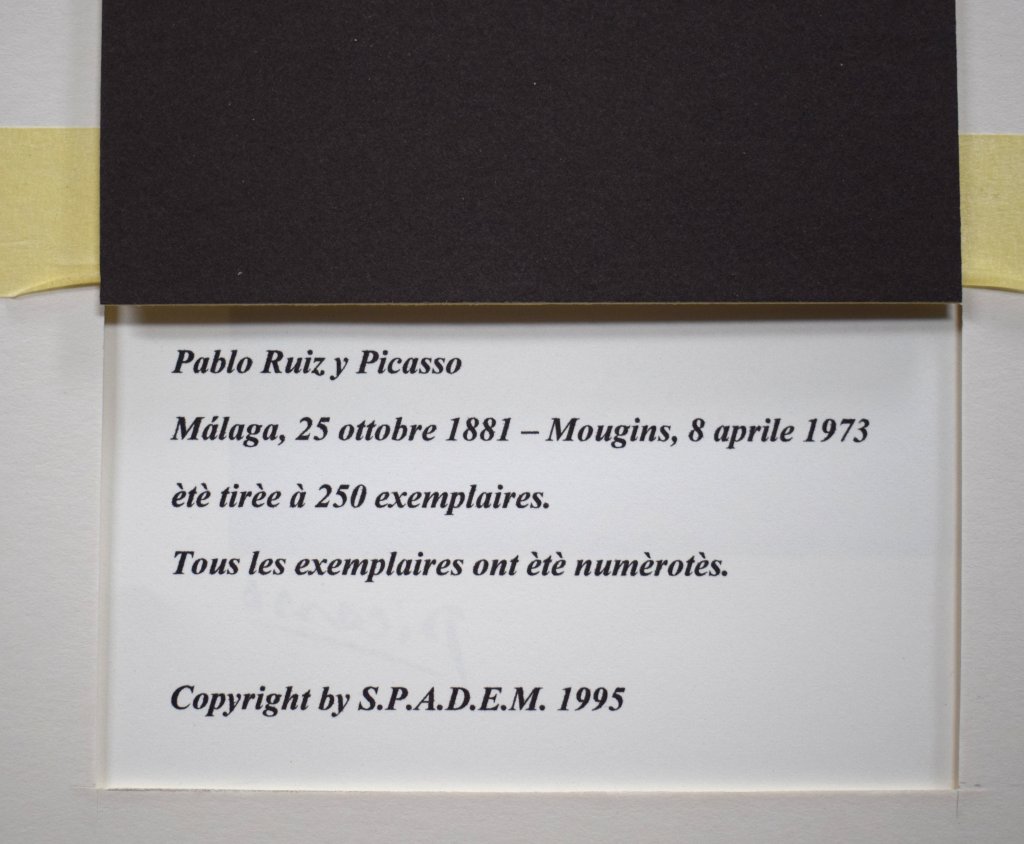 Pablo Ruiz y Picasso
Málaga, 25 ottobre 1881 – Mougins, 8 aprile 1973
ètè tirèe à 250 exemplaires.
Tous les exemplaires ont ètè numèrotès.
Picasso
Copyright by S.P.A.D.E.M. 1995